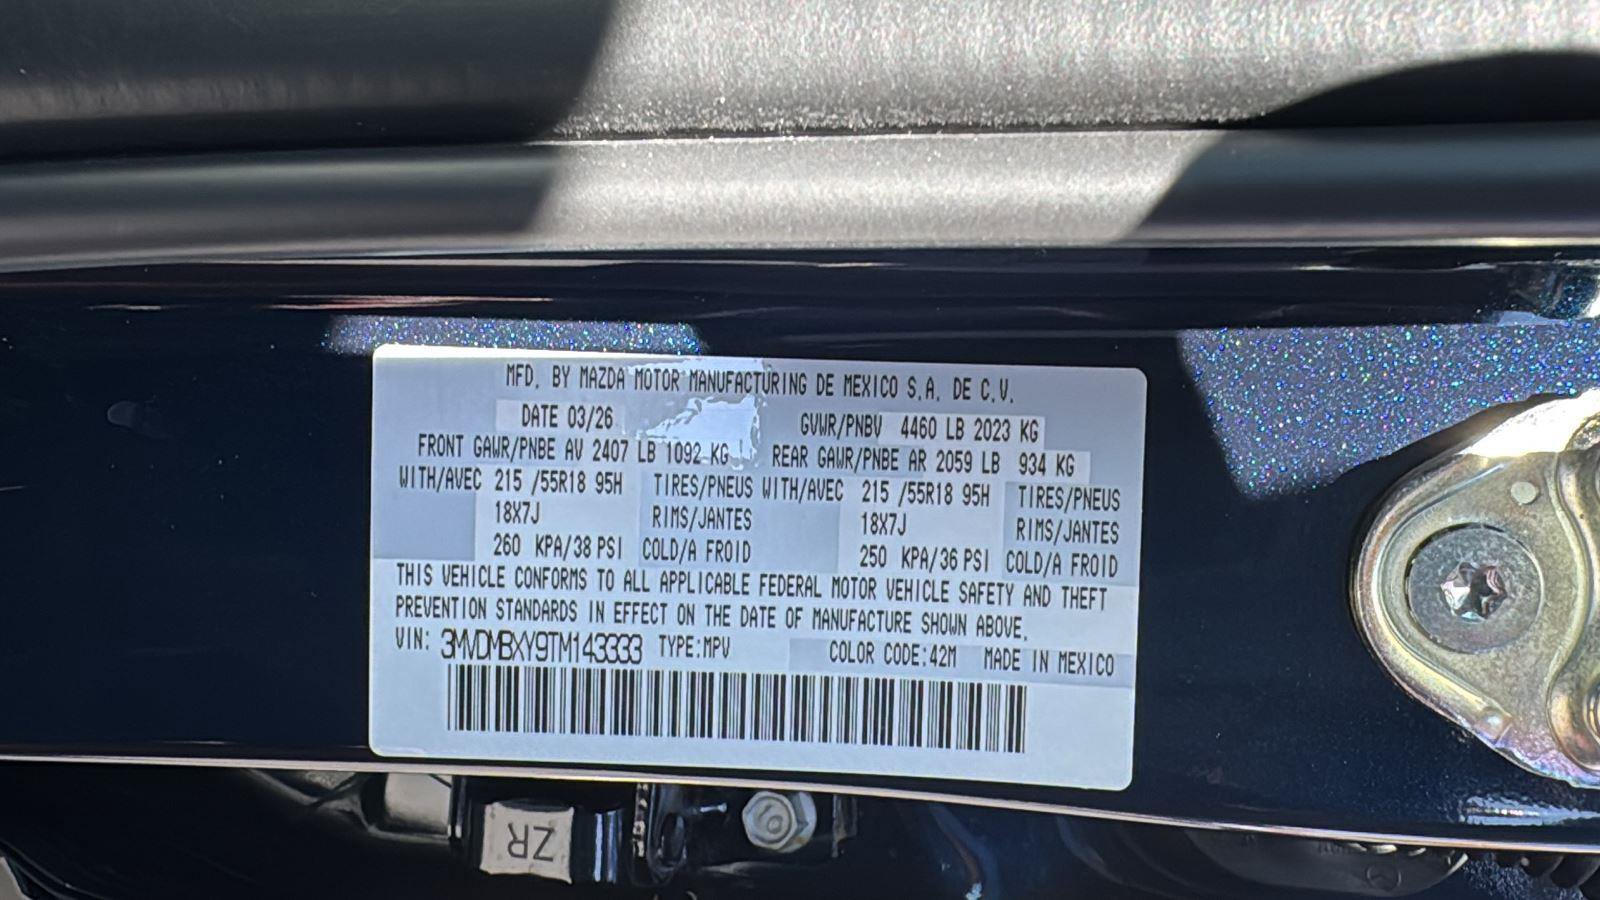 MFD. BY MAZDA MOTOR MANUFACTURING DE MEXICO S.A. DE C.V.
DATE 03/26 GVWR/PNBV 4460 LB 2023 KG
FRONT GAWR/PNBE AV 2407 LB 1092 KG REAR GAWR/PNBE AR 2059 LB 934 KG
WITH/AVEC 215 /55R18 95H TIRES/PNEUS WITH/AVEC 215 /55R18 95H TIRES/PNEUS
18X7J RIMS/JANTES 18X7J RIMS/JANTES
260 KPA/38 PSI COLD/A FROID 250 KPA/36 PSI COLD/A FROID
THIS VEHICLE CONFORMS TO ALL APPLICABLE FEDERAL MOTOR VEHICLE SAFETY AND THEFT
PREVENTION STANDARDS IN EFFECT ON THE DATE OF MANUFACTURE SHOWN ABOVE.
VIN: 3MVDMBXY9TM143333 TYPE:MPV COLOR CODE:42M MADE IN MEXICO
ZR